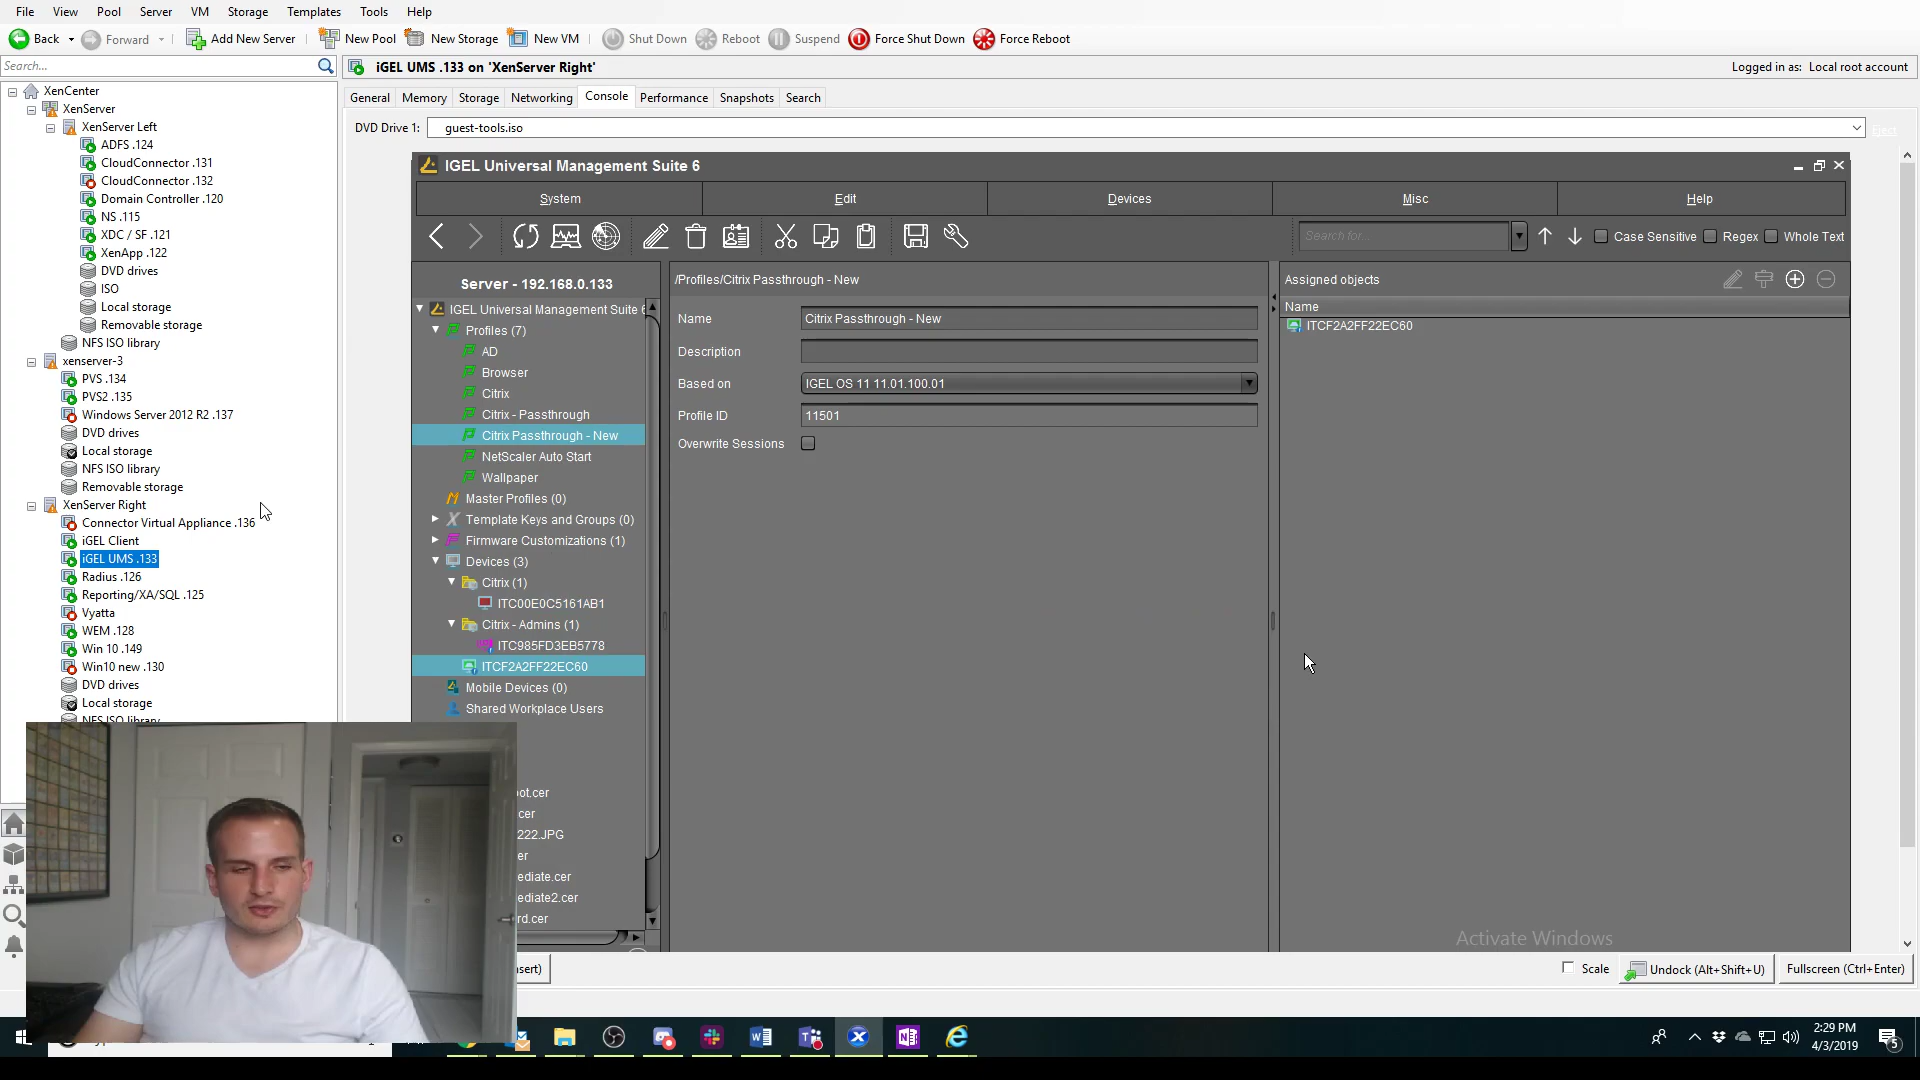 File View Pool Server VM Storage Templates Tools Help
Back Forward Add New Server New Pool New Storage New VM Shut Down Reboot Suspend Force Shut Down Force Reboot
Search...
iGEL UMS .133 on 'XenServer Right'
Logged in as: Local root account
XenCenter
XenServer
XenServer Left
ADFS .124
CloudConnector .131
CloudConnector .132
Domain Controller .120
NS .115
XDC / SF .121
XenApp .122
DVD drives
ISO
Local storage
Removable storage
NFS ISO library
xenserver-3
PVS .134
PVS2 .135
Windows Server 2012 R2 .137
DVD drives
Local storage
NFS ISO library
Removable storage
XenServer Right
Connector Virtual Appliance .136
iGEL Client
iGEL UMS .133
Radius .126
Reporting/XA/SQL .125
Vyatta
WEM .128
Win 10 .149
Win10 new .130
DVD drives
Local storage
NFS ISO library
General Memory Storage Networking Console Performance Snapshots Search
DVD Drive 1: guest-tools.iso
Eject
IGEL Universal Management Suite 6
System Edit Devices Misc Help
Search for...
Case Sensitive Regex Whole Text
Server - 192.168.0.133
IGEL Universal Management Suite 6
Profiles (7)
AD
Browser
Citrix
Citrix - Passthrough
Citrix Passthrough - New
NetScaler Auto Start
Wallpaper
Master Profiles (0)
Template Keys and Groups (0)
Firmware Customizations (1)
Devices (3)
Citrix (1)
ITC00E0C5161AB1
Citrix - Admins (1)
ITC985FD3EB5778
ITCF2A2FF22EC60
Mobile Devices (0)
Shared Workplace Users
ot.cer
cer
222.JPG
er
ediate.cer
ediate2.cer
rd.cer
/Profiles/Citrix Passthrough - New
Name Citrix Passthrough - New
Description
Based on IGEL OS 11 11.01.100.01
Profile ID 11501
Overwrite Sessions
Assigned objects
Name
ITCF2A2FF22EC60
Activate Windows
nsert)
Scale
Undock (Alt+Shift+U)
Fullscreen (Ctrl+Enter)
2:29 PM
4/3/2019
5